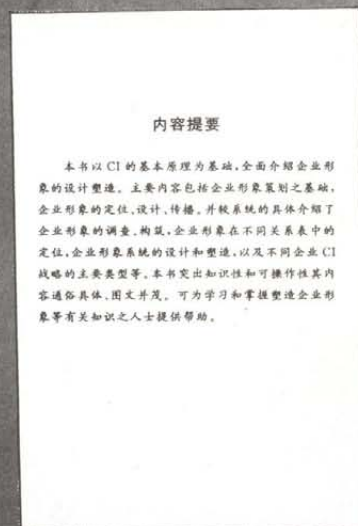 内容提要
本书以 CI 的基本原理为基础,全面介绍企业形
象的设计塑造。主要内容包括企业形象策划之基础,
企业形象的定位、设计、传播。并较系统的具体介绍了
企业形象的调查、构筑,企业形象在不同关系表中的
定位,企业形象系统的设计和塑造,以及不同企业 CI
战略的主要类型等。本书突出知识性和可操作性其内
容通俗具体、图文并茂。可为学习和掌握塑造企业形
象等有关知识之人士提供帮助。